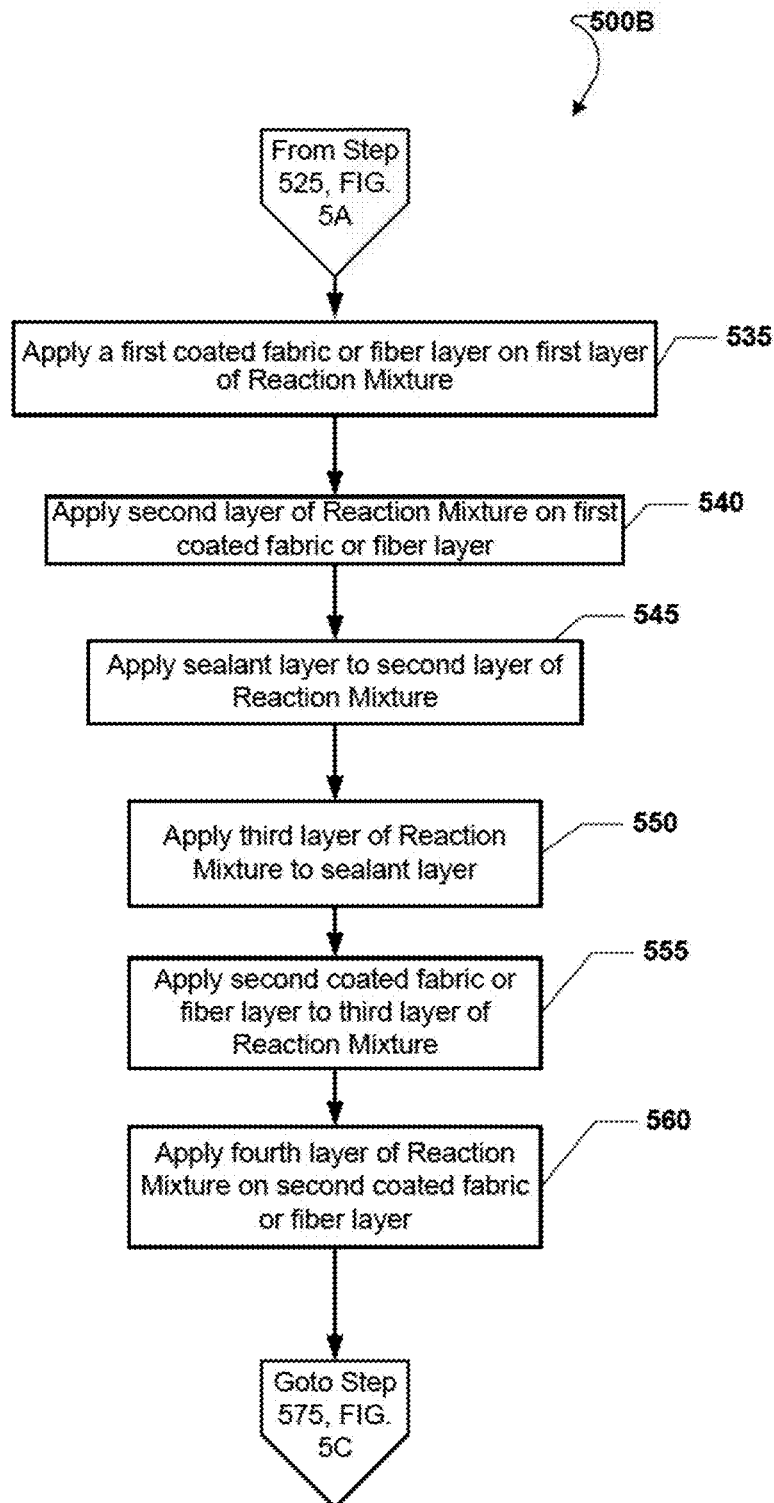 500B
From Step
525, FIG.
5A
Apply a first coated fabric or fiber layer on first layer
of Reaction Mixture
535
Apply second layer of Reaction Mixture on first
coated fabric or fiber layer
540
545
Apply sealant layer to second layer of
Reaction Mixture
Apply third layer of Reaction
Mixture to sealant layer
550
Apply second coated fabric or
fiber layer to third layer of
Reaction Mixture
555
Apply fourth layer of Reaction
Mixture on second coated fabric
or fiber layer
560
Goto Step
575, FIG.
5C